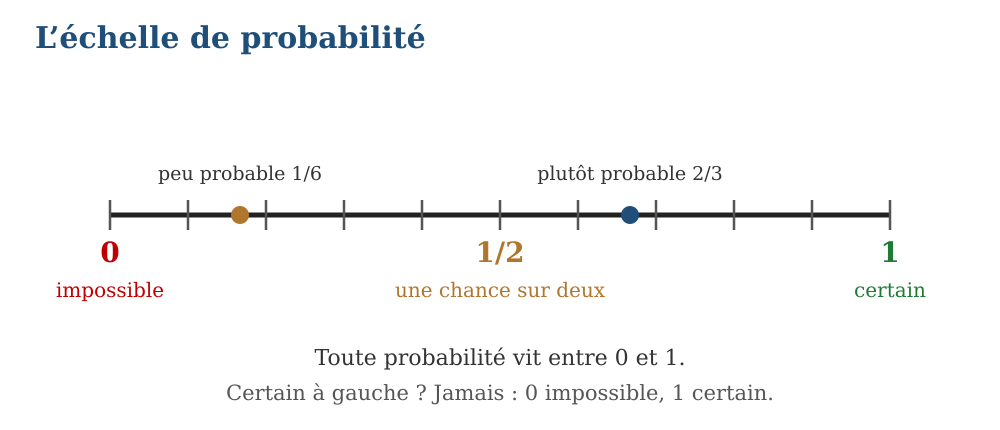 L’échelle de probabilité
peu probable 1/6
plutôt probable 2/3
0
1/2
1
impossible
une chance sur deux
certain
Toute probabilité vit entre 0 et 1.
Certain à gauche ? Jamais : 0 impossible, 1 certain.